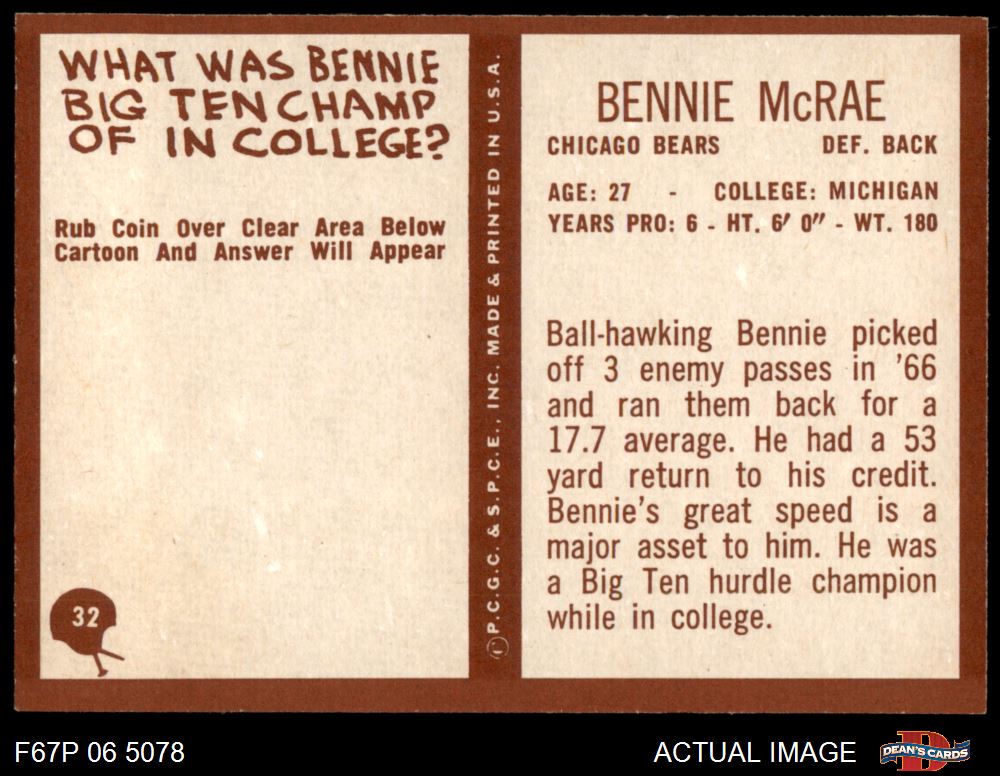 WHAT WAS BENNIE
BIG TEN CHAMP
OF IN COLLEGE?
Rub Coin Over Clear Area Below
Cartoon And Answer Will Appear
32
©P.C.G.C. & S.P.C.E., INC. MADE & PRINTED IN U.S.A.
BENNIE McRAE
CHICAGO BEARS DEF. BACK
AGE: 27 - COLLEGE: MICHIGAN
YEARS PRO: 6 - HT. 6′ 0″ - WT. 180
Ball-hawking Bennie picked
off 3 enemy passes in ’66
and ran them back for a
17.7 average. He had a 53
yard return to his credit.
Bennie’s great speed is a
major asset to him. He was
a Big Ten hurdle champion
while in college.
F67P 06 5078
ACTUAL IMAGE
D
DEAN'S CARDS